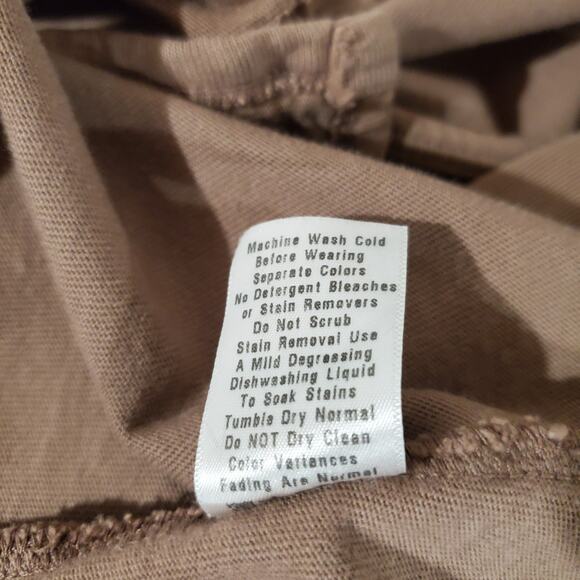 Machine Wash Cold
Before Wearing
Separate Colors
No Detergent Bleaches
or Stain Removers
Do Not Scrub
Stain Removal Use
A Mild Degreasing
Dishwashing Liquid
To Soak Stains
Tumble Dry Normal
Do NOT Dry Clean
Color Variances
Fading Are Normal